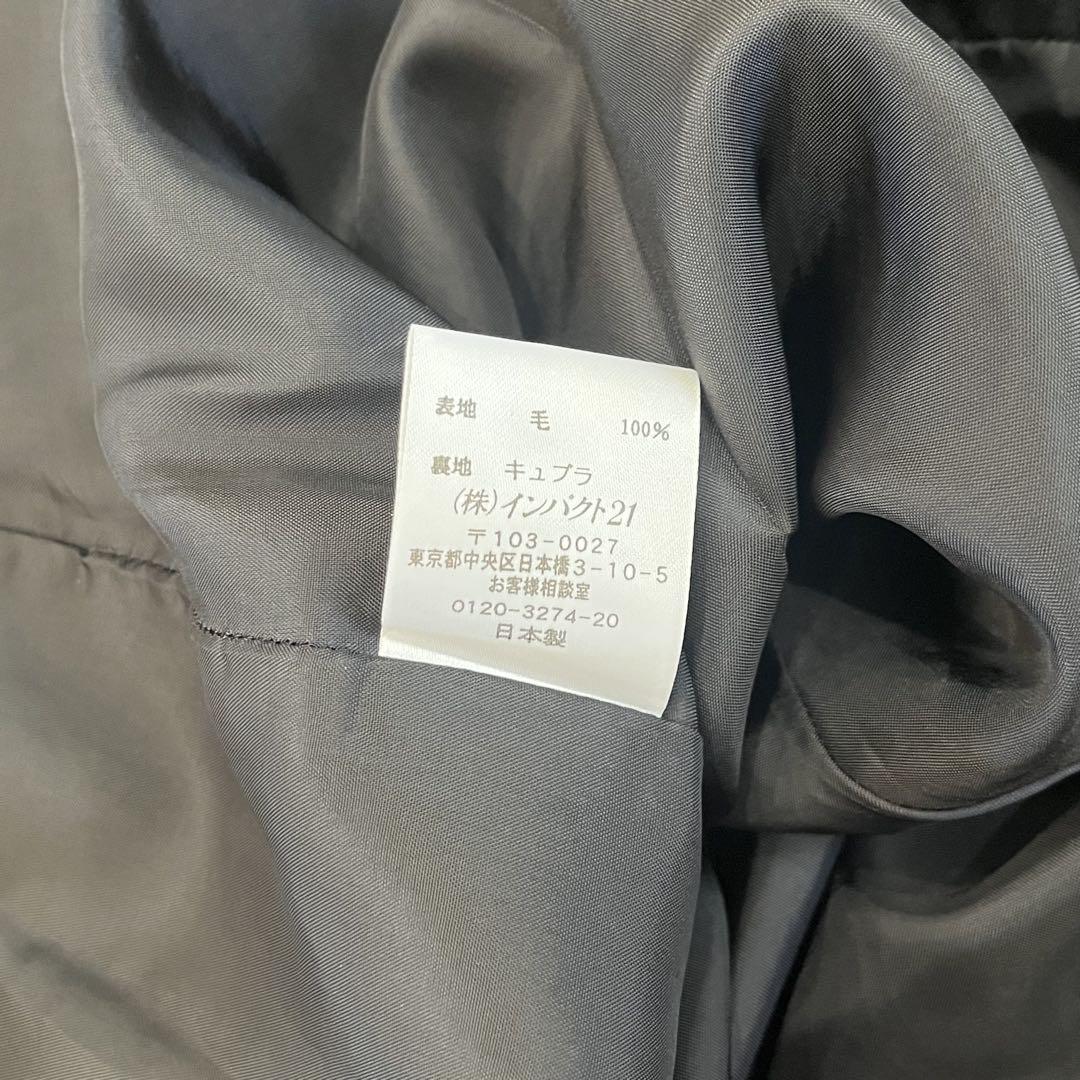 表地 毛 100%
裏地 キュプラ
(株)インパクト21
〒103-0027
東京都中央区日本橋3-10-5
お客様相談室
0120-3274-20
日本製